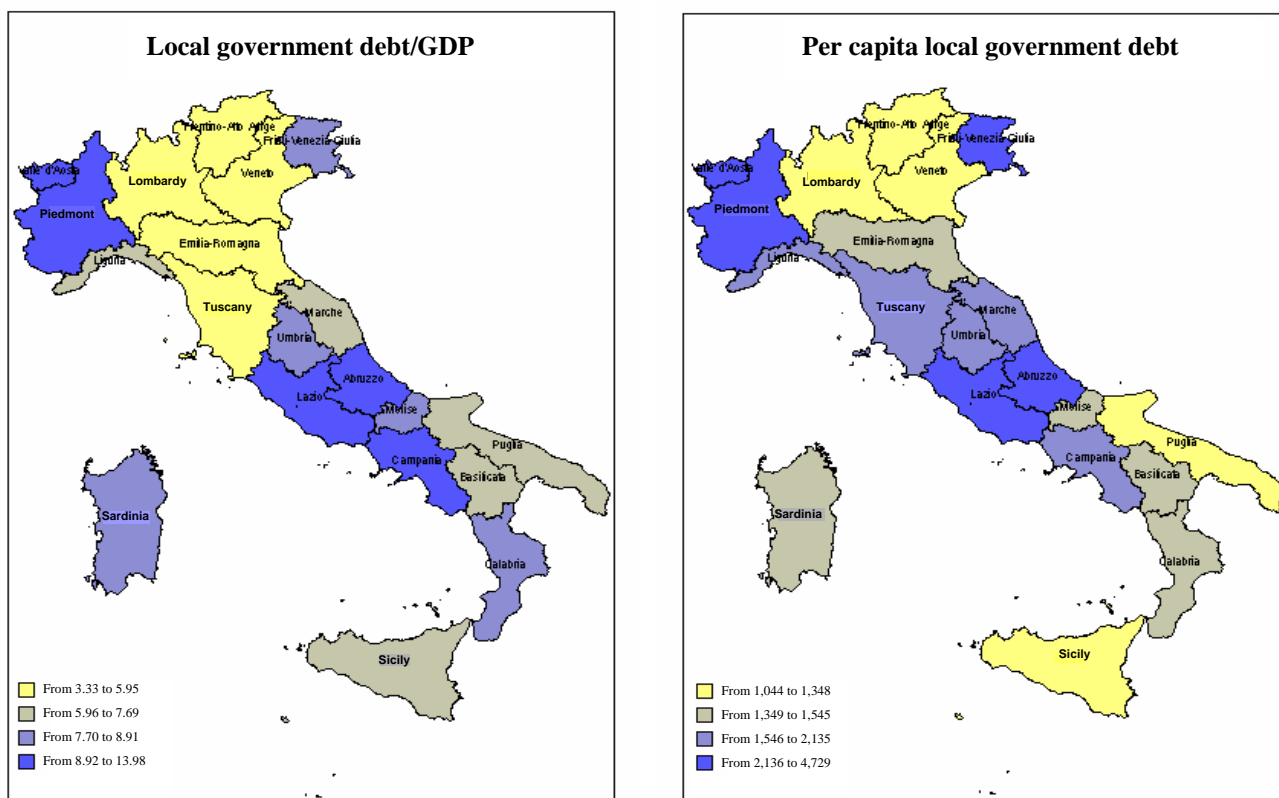 Local government debt/GDP
Trentino-Alto Adige
Friuli-Venezia-Giulia
Valle d'Aosta
Lombardy
Veneto
Piedmont
Emilia-Romagna
Liguria
Tuscany
Marche
Umbria
Abruzzo
Lazio
Molise
Puglia
Campania
Basilicata
Sardinia
Calabria
Sicily
From 3.33 to 5.95
From 5.96 to 7.69
From 7.70 to 8.91
From 8.92 to 13.98
Per capita local government debt
Trentino-Alto Adige
Friuli-Venezia-Giulia
Valle d'Aosta
Lombardy
Veneto
Piedmont
Emilia-Romagna
Liguria
Tuscany
Marche
Umbria
Abruzzo
Lazio
Molise
Puglia
Campania
Basilicata
Sardinia
Calabria
Sicily
From 1,044 to 1,348
From 1,349 to 1,545
From 1,546 to 2,135
From 2,136 to 4,729